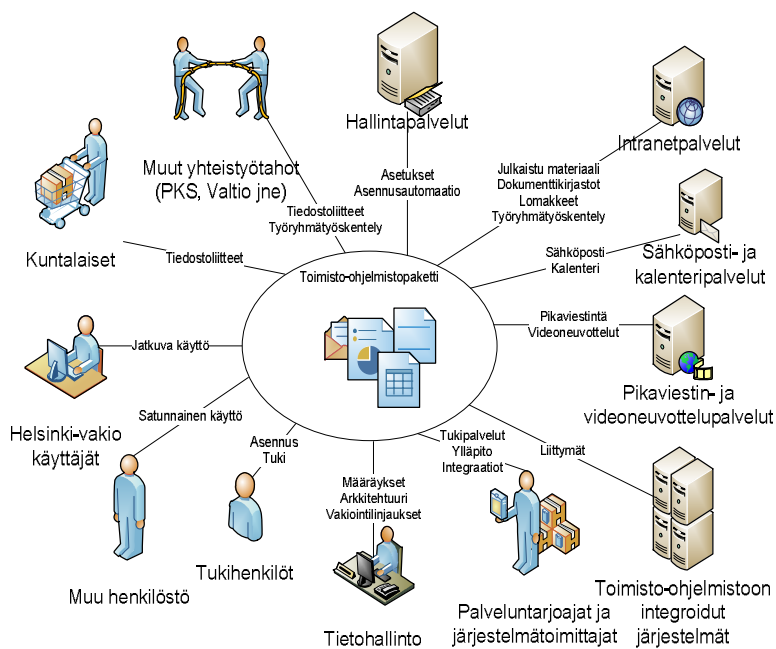 Hallintapalvelut
Intranetpalvelut
Muut yhteistyötahot
(PKS, Valtio jne)
Asetukset
Asennusautomaatio
Julkaistu materiaali
Dokumenttikirjastot
Lomakkeet
Työryhmätyöskentely
Tiedostoliitteet
Työryhmätyöskentely
Kuntalaiset
Tiedostoliitteet
Sähköposti
Kalenteri
Sähköposti- ja
kalenteripalvelut
Toimisto-ohjelmistopaketti
Pikaviestintä
Videoneuvottelut
Jatkuva käyttö
Pikaviestin- ja
videoneuvottelupalvelut
Helsinki-vakio
käyttäjät
Satunnainen käyttö
Asennus
Tuki
Tukipalvelut
Ylläpito
Integraatiot
Liittymät
Määräykset
Arkkitehtuuri
Vakiointilinjaukset
Muu henkilöstö
Tukihenkilöt
Tietohallinto
Palveluntarjoajat ja
järjestelmätoimittajat
Toimisto-ohjelmistoon
integroidut
järjestelmät